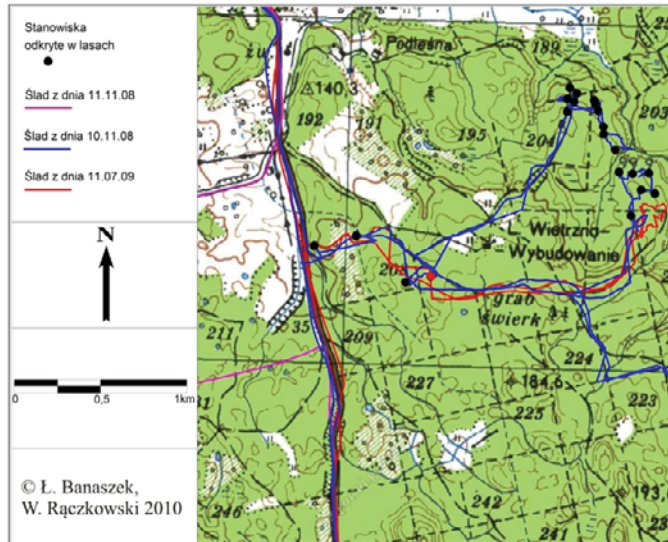 Stanowiska
odkryte w lasach
Ślad z dnia 11.11.08
Ślad z dnia 10.11.08
Ślad z dnia 11.07.09
N
0
0,5
1km
© Ł. Banaszek,
W. Rączkowski 2010
Podleśna
189
140,3
192
191
195
204
205
Wietrzno-
Wybudowanie
grab
świerk
35
211
209
224
227
184,6
223
225
246
242
193
241